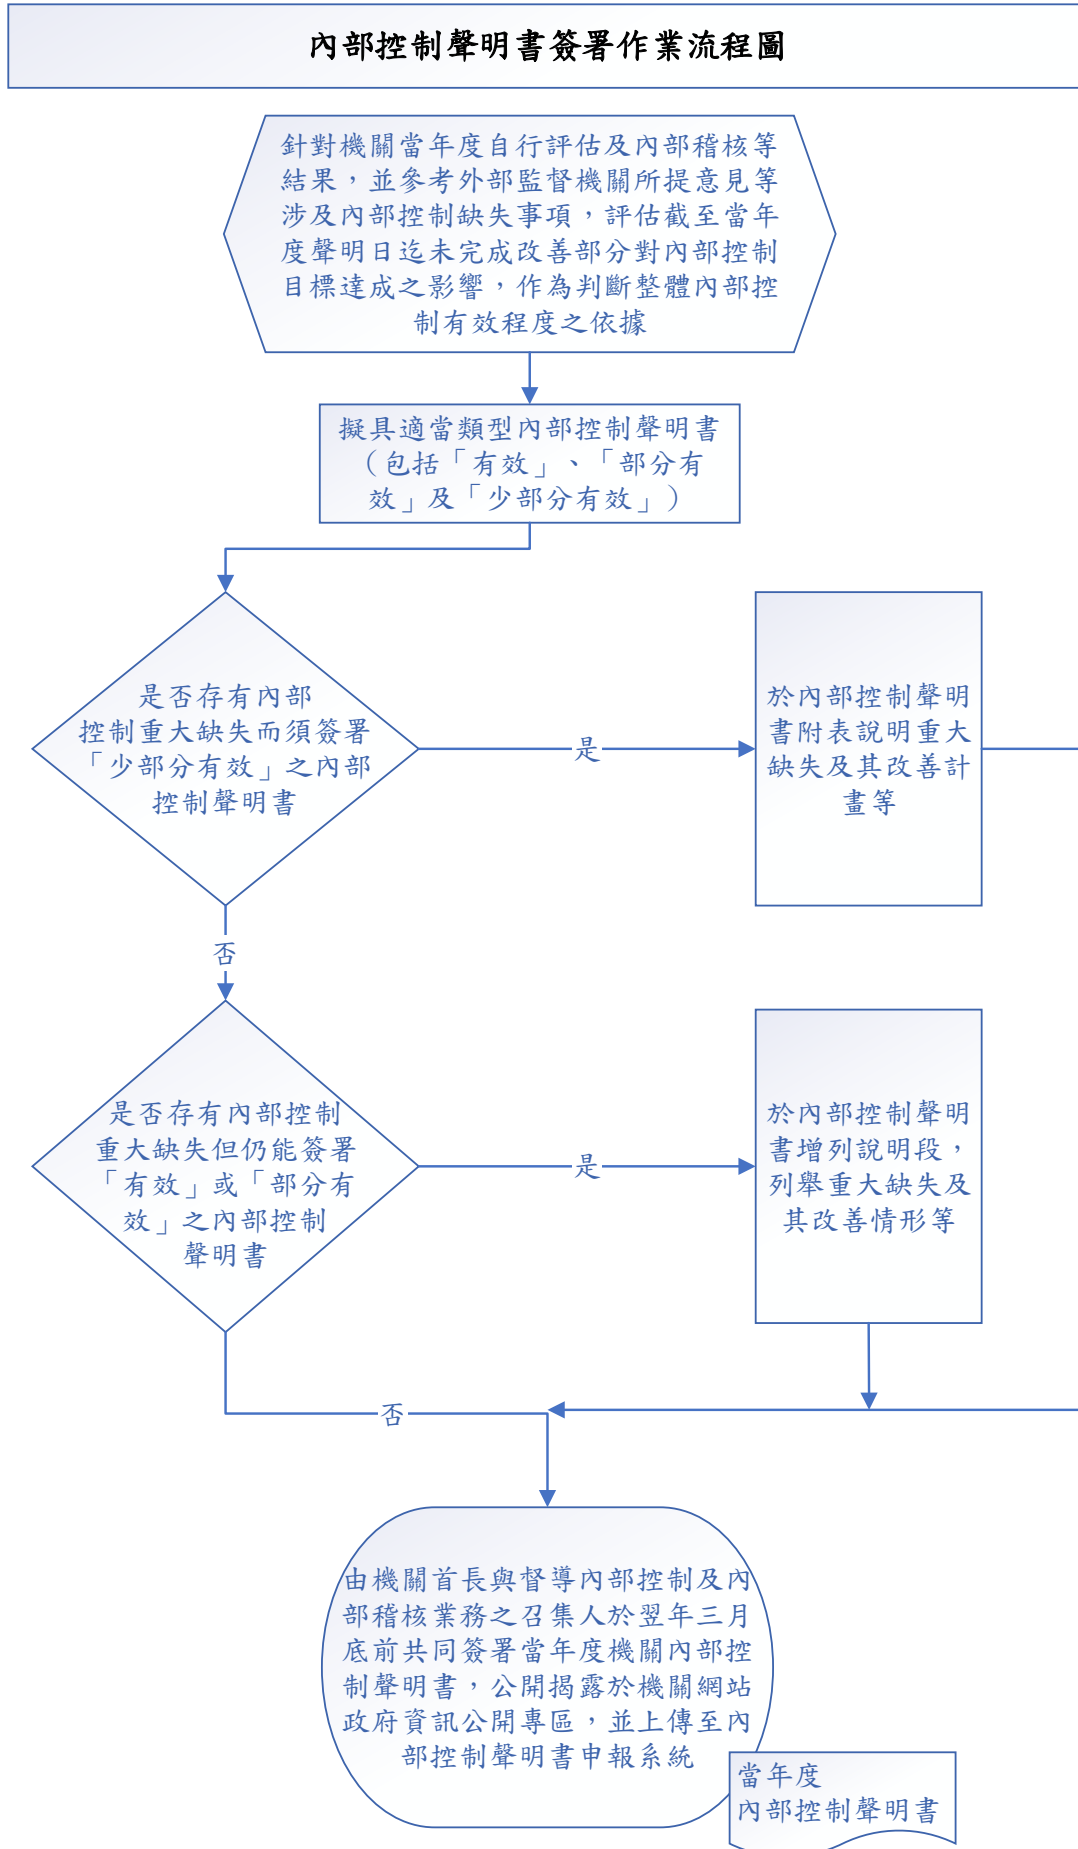 內部控制聲明書簽署作業流程圖
針對機關當年度自行評估及內部稽核等
結果，並參考外部監督機關所提意見等
涉及內部控制缺失事項，評估截至當年
度聲明日迄未完成改善部分對內部控制
目標達成之影響，作為判斷整體內部控
制有效程度之依據
擬具適當類型內部控制聲明書
（包括「有效」、「部分有
效」及「少部分有效」）
是否存有內部
控制重大缺失而須簽署
「少部分有效」之內部
控制聲明書
是
於內部控制聲明
書附表說明重大
缺失及其改善計
畫等
否
是否存有內部控制
重大缺失但仍能簽署
「有效」或「部分有
效」之內部控制
聲明書
是
於內部控制聲明
書增列說明段，
列舉重大缺失及
其改善情形等
否
由機關首長與督導內部控制及內
部稽核業務之召集人於翌年三月
底前共同簽署當年度機關內部控
制聲明書，公開揭露於機關網站
政府資訊公開專區，並上傳至內
部控制聲明書申報系統
當年度
內部控制聲明書